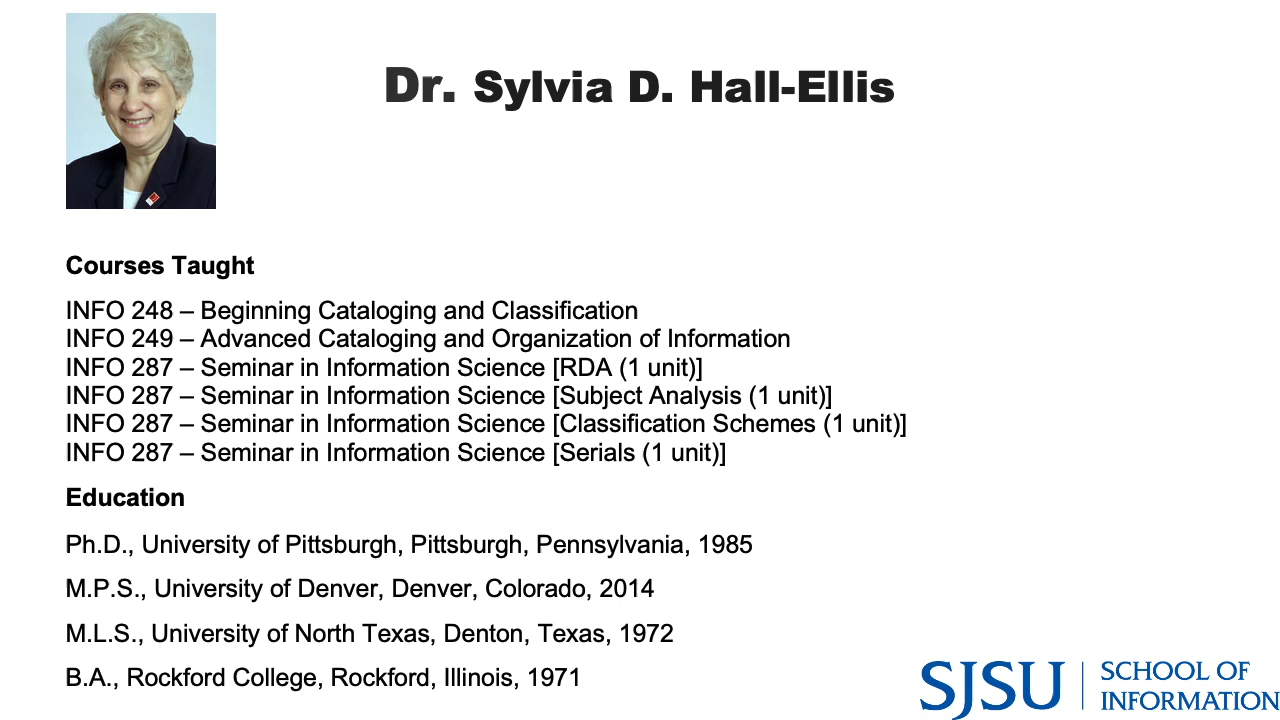 Dr. Sylvia D. Hall-Ellis
Courses Taught
INFO 248 – Beginning Cataloging and Classification
INFO 249 – Advanced Cataloging and Organization of Information
INFO 287 – Seminar in Information Science [RDA (1 unit)]
INFO 287 – Seminar in Information Science [Subject Analysis (1 unit)]
INFO 287 – Seminar in Information Science [Classification Schemes (1 unit)]
INFO 287 – Seminar in Information Science [Serials (1 unit)]
Education
Ph.D., University of Pittsburgh, Pittsburgh, Pennsylvania, 1985
M.P.S., University of Denver, Denver, Colorado, 2014
M.L.S., University of North Texas, Denton, Texas, 1972
B.A., Rockford College, Rockford, Illinois, 1971
SJSU
SCHOOL OF
INFORMATION